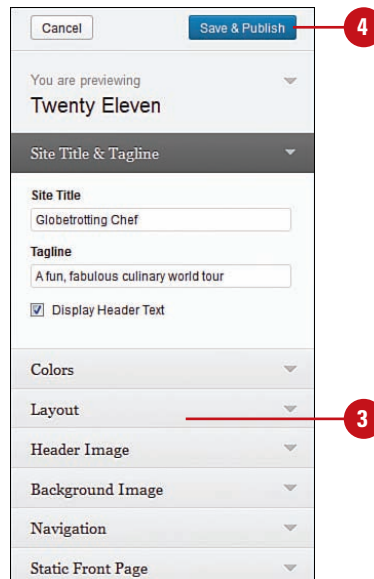 Cancel
Save & Publish
4
You are previewing
Twenty Eleven
Site Title & Tagline
Site Title
Globetrotting Chef
Tagline
A fun, fabulous culinary world tour
Display Header Text
Colors
Layout
3
Header Image
Background Image
Navigation
Static Front Page